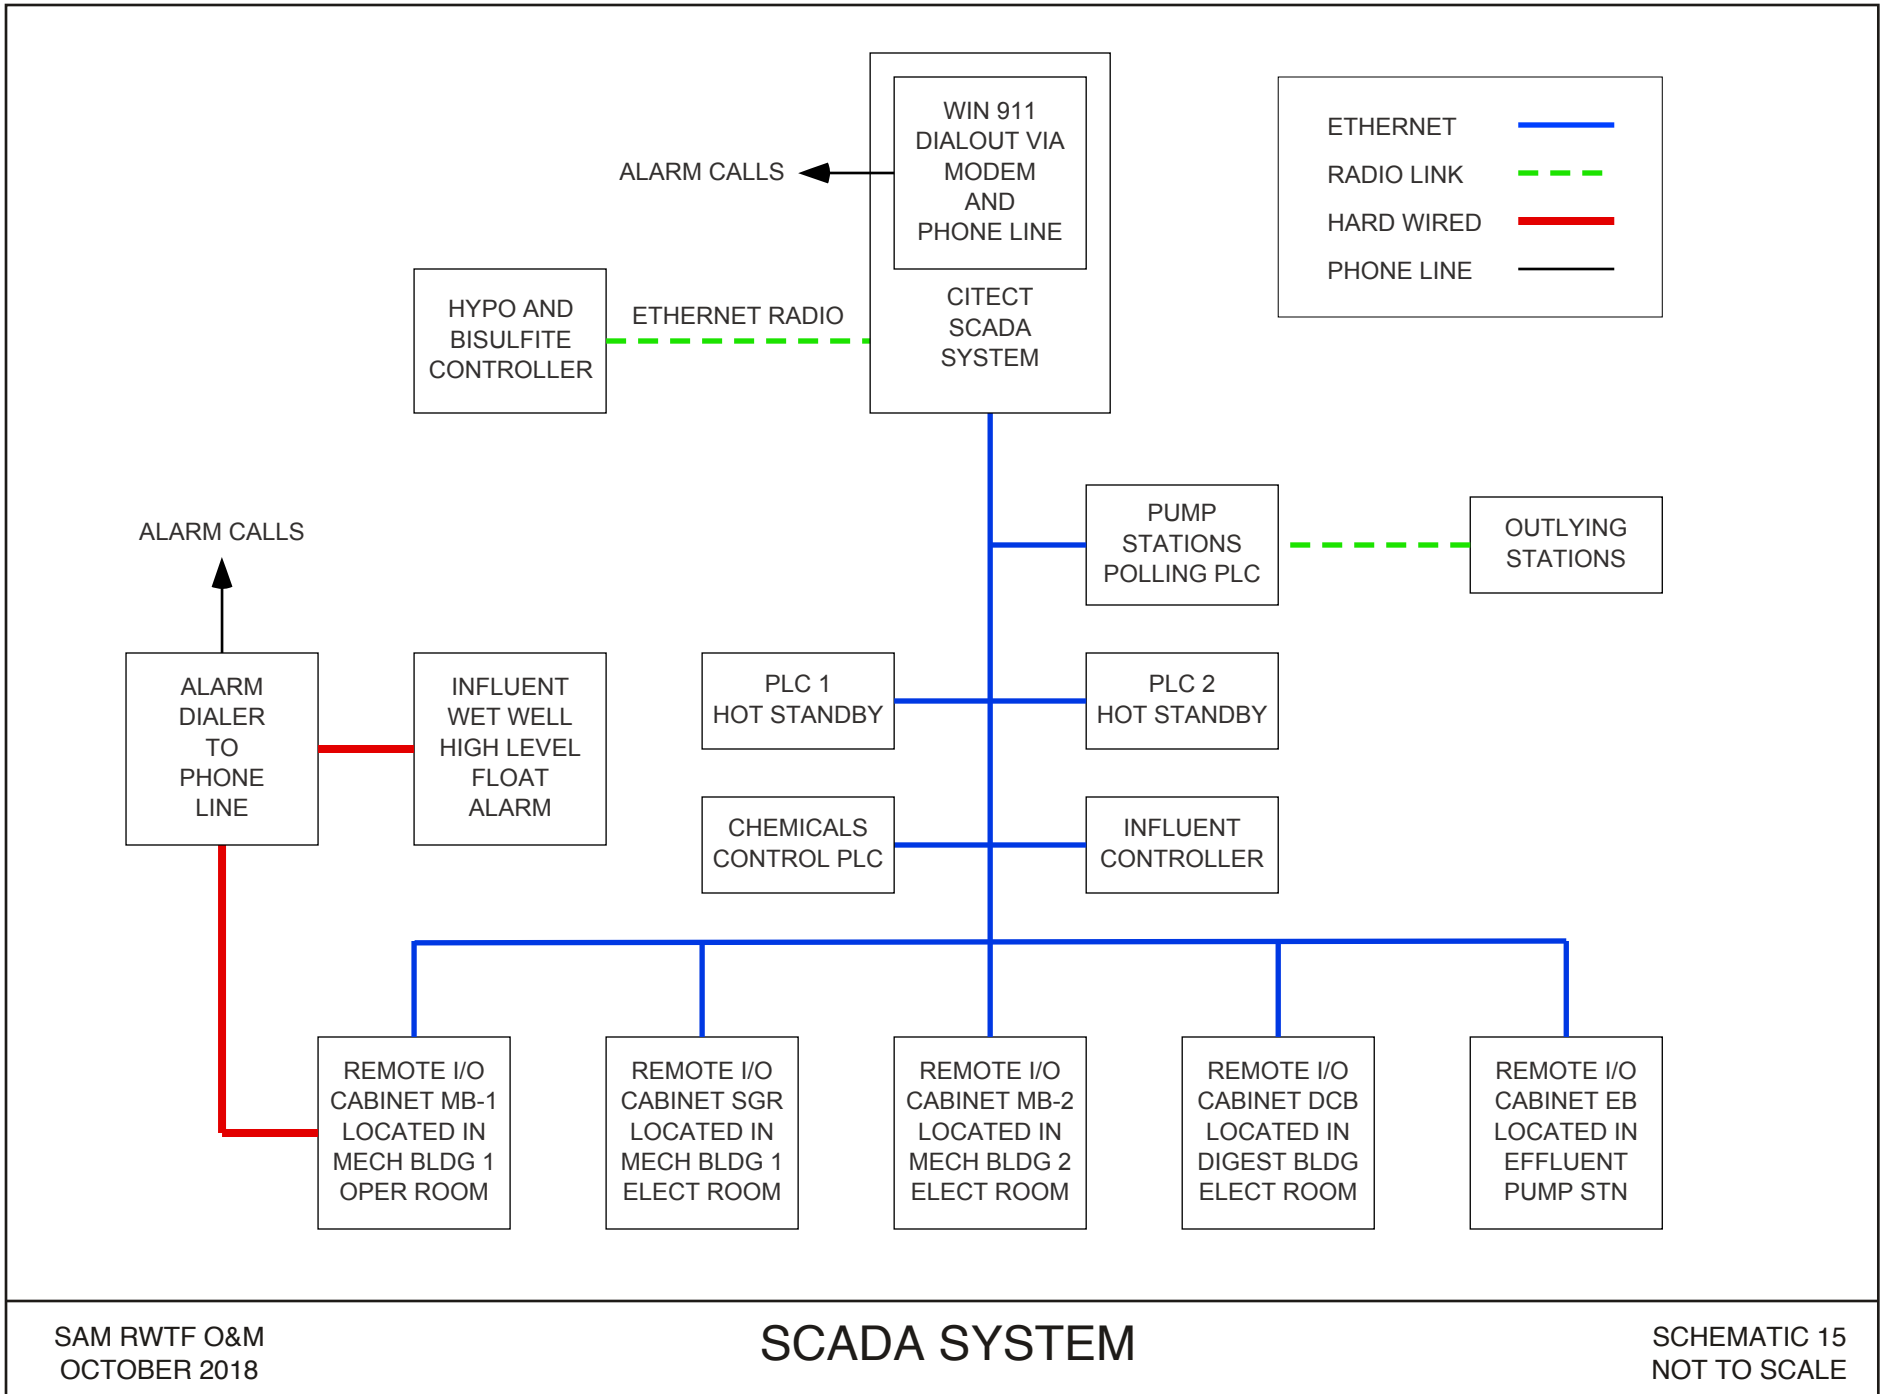 WIN 911
DIALOUT VIA
MODEM
AND
PHONE LINE
ALARM CALLS
CITECT
SCADA
SYSTEM
ETHERNET
RADIO LINK
HARD WIRED
PHONE LINE
HYPO AND
BISULFITE
CONTROLLER
ETHERNET RADIO
PUMP
STATIONS
POLLING PLC
OUTLYING
STATIONS
ALARM CALLS
ALARM
DIALER
TO
PHONE
LINE
INFLUENT
WET WELL
HIGH LEVEL
FLOAT
ALARM
PLC 1
HOT STANDBY
PLC 2
HOT STANDBY
CHEMICALS
CONTROL PLC
INFLUENT
CONTROLLER
REMOTE I/O
CABINET MB-1
LOCATED IN
MECH BLDG 1
OPER ROOM
REMOTE I/O
CABINET SGR
LOCATED IN
MECH BLDG 1
ELECT ROOM
REMOTE I/O
CABINET MB-2
LOCATED IN
MECH BLDG 2
ELECT ROOM
REMOTE I/O
CABINET DCB
LOCATED IN
DIGEST BLDG
ELECT ROOM
REMOTE I/O
CABINET EB
LOCATED IN
EFFLUENT
PUMP STN
SAM RWTF O&M
OCTOBER 2018
SCADA SYSTEM
SCHEMATIC 15
NOT TO SCALE